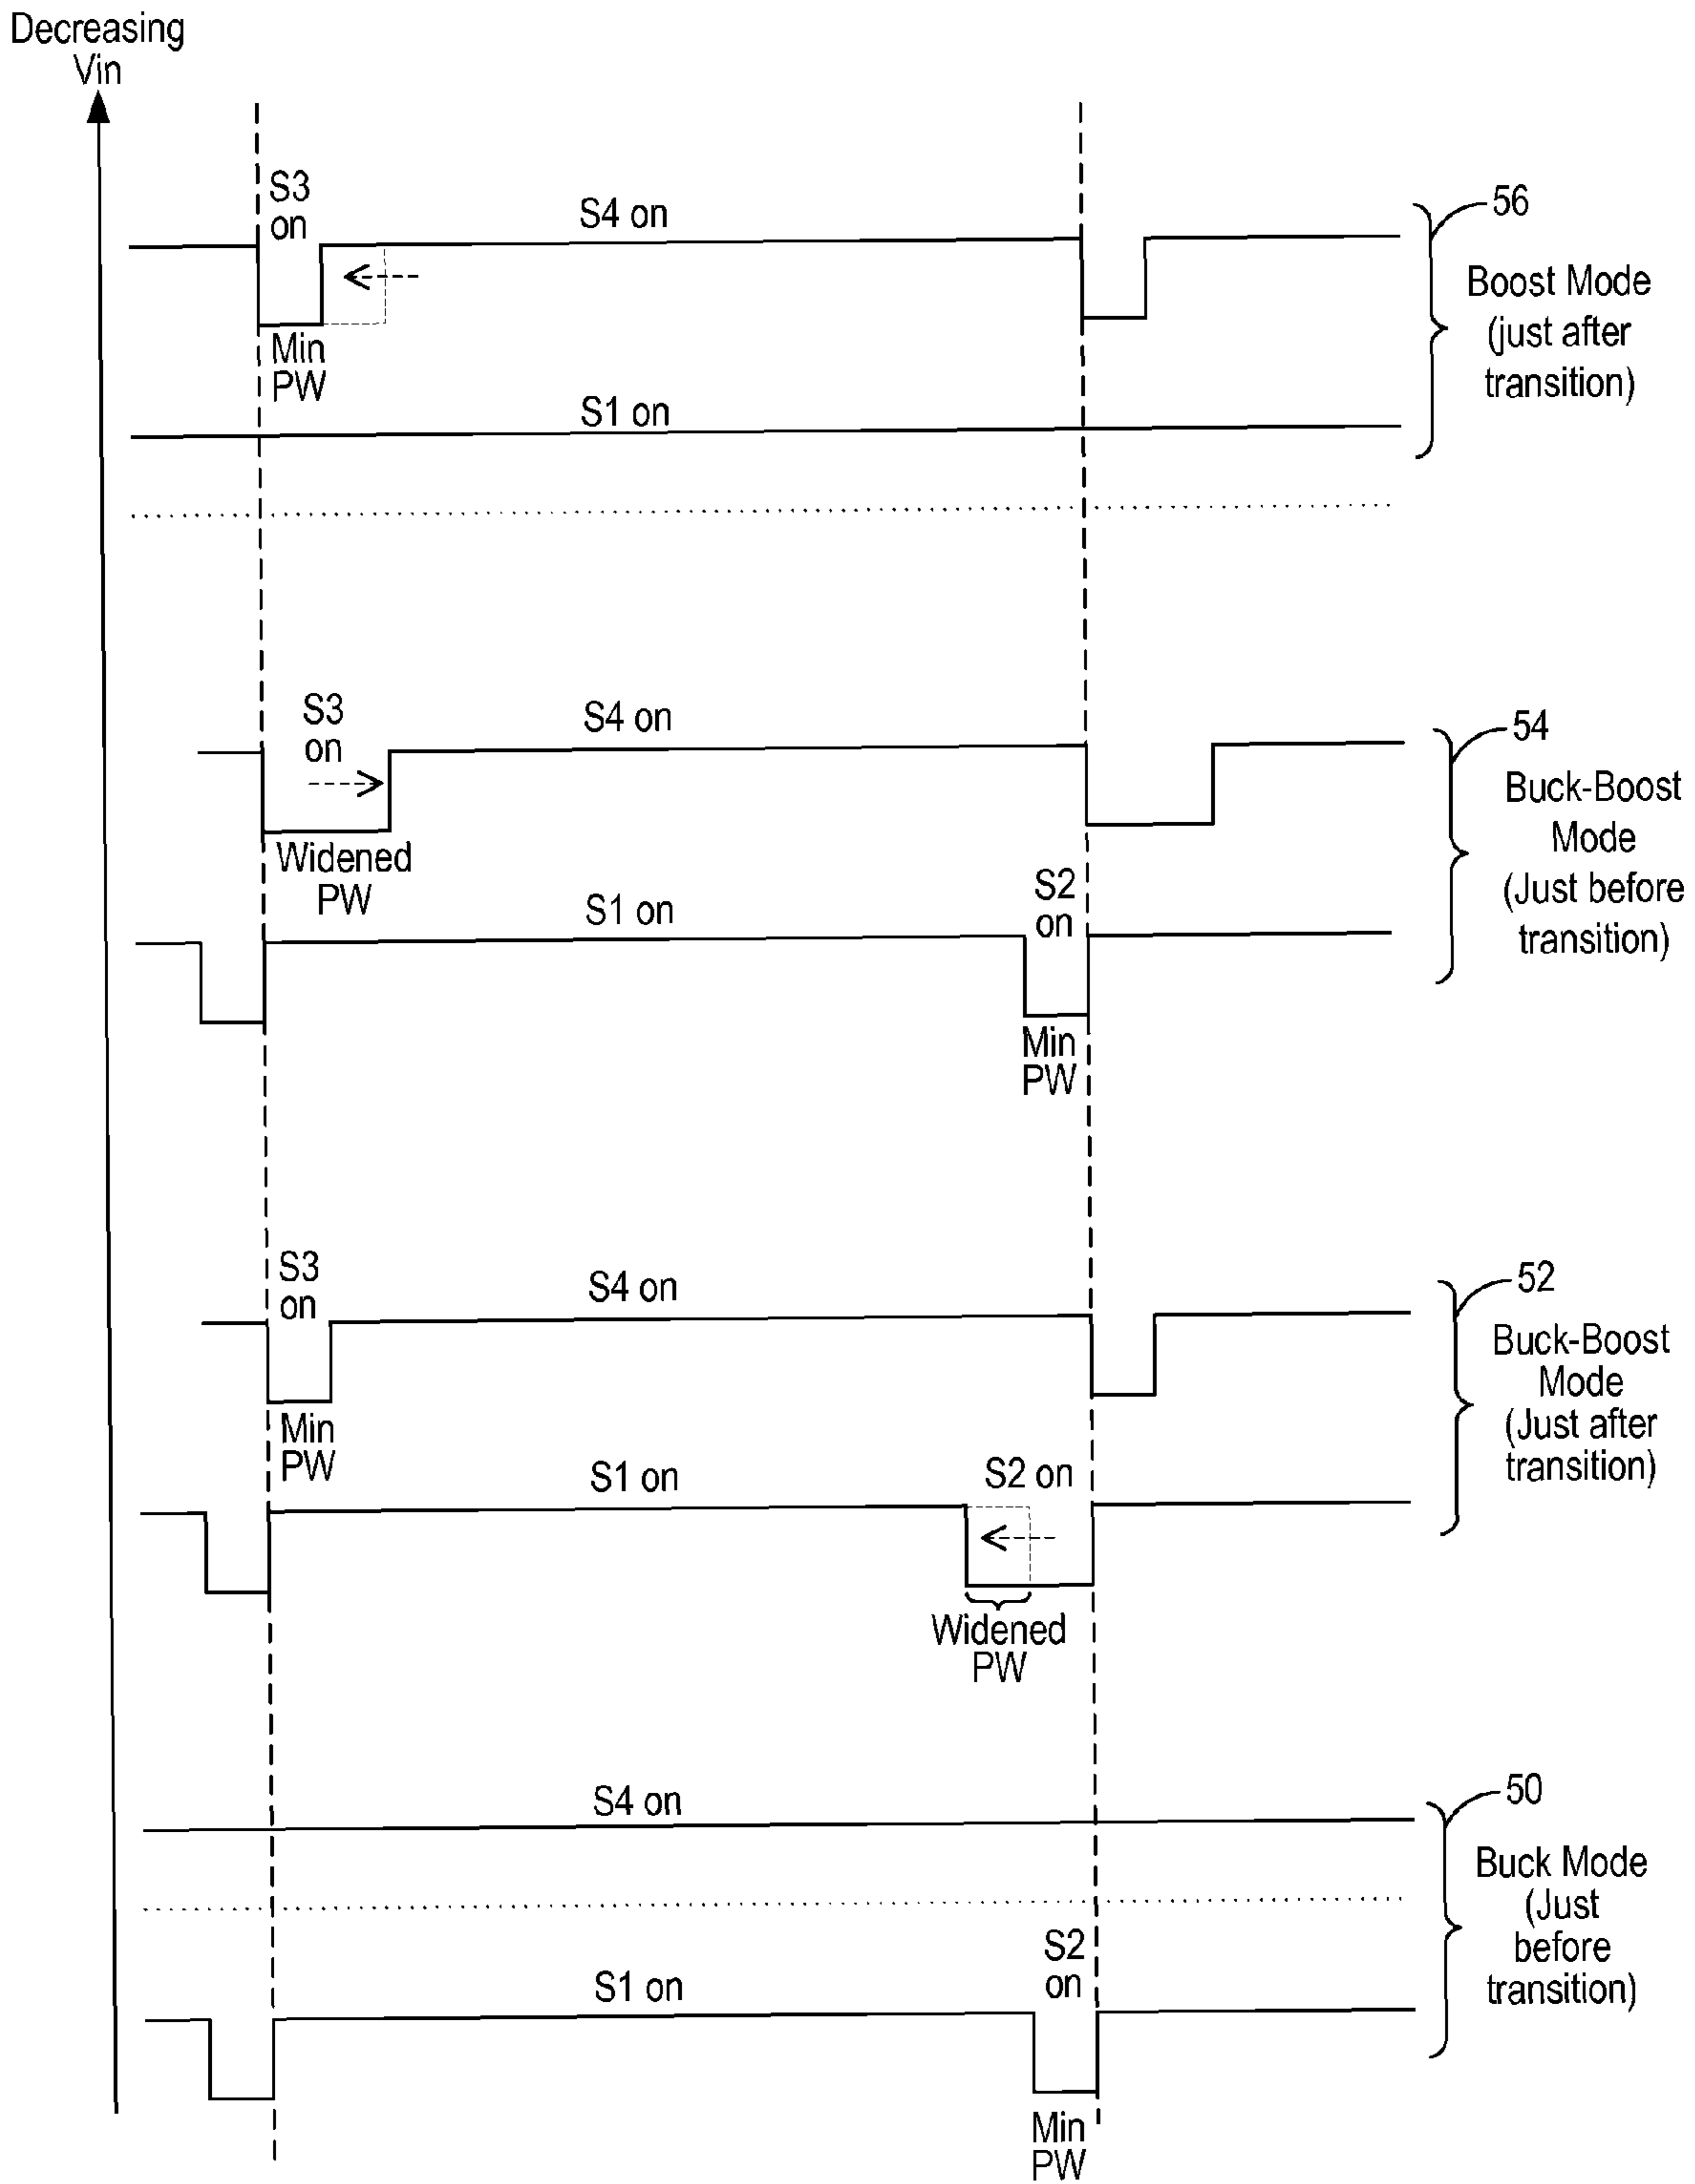 Decreasing
Vin
S3
on
S4 on
Min
PW
S1 on
56
Boost Mode
(just after
transition)
S3
on
S4 on
Widened
PW
S1 on
S2
on
Min
PW
54
Buck-Boost
Mode
(Just before
transition)
S3
on
S4 on
Min
PW
S1 on
S2 on
Widened
PW
52
Buck-Boost
Mode
(Just after
transition)
S4 on
S1 on
S2
on
Min
PW
50
Buck Mode
(Just
before
transition)